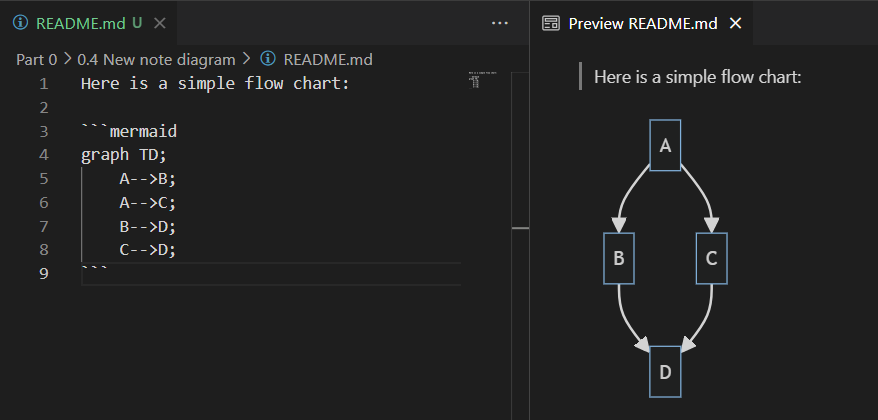 README.md U
Preview README.md
Part 0 > 0.4 New note diagram > README.md
1 Here is a simple flow chart:
2
3 ```mermaid
4 graph TD;
5 A-->B;
6 A-->C;
7 B-->D;
8 C-->D;
9 ```
Here is a simple flow chart:
A
B C
D